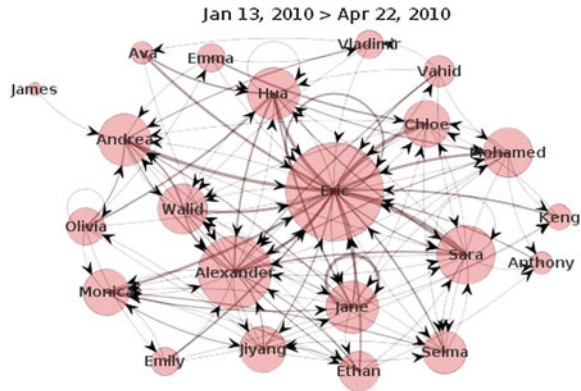 Jan 13, 2010 > Apr 22, 2010
Ava
Emma
Vladimir
Vahid
James
Hua
Andrea
Chloe
Mohamed
Eric
Walid
Keng
Olivia
Sara
Anthony
Alexander
Monica
Jane
Jiyang
Selma
Emily
Ethan